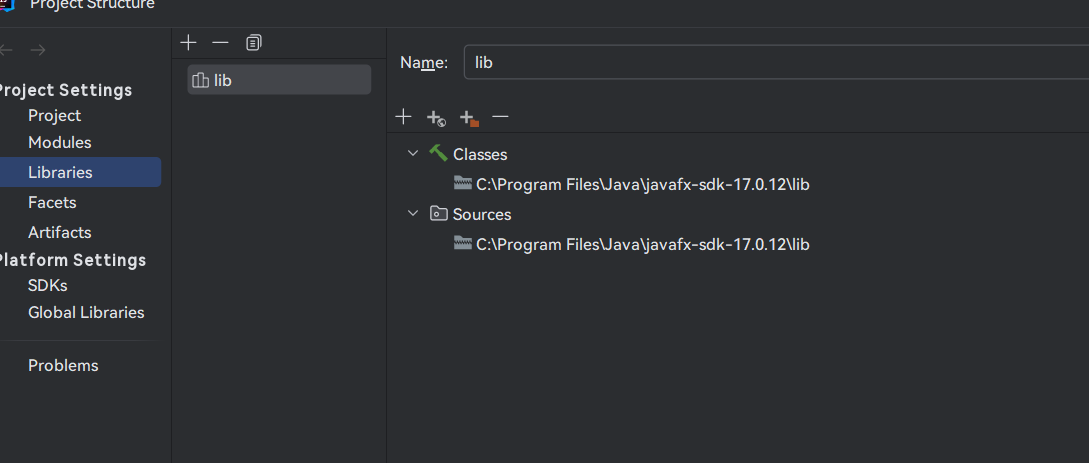 Project Structure
Project Settings
Project
Modules
Libraries
Facets
Artifacts
Platform Settings
SDKs
Global Libraries
Problems
lib
Name: lib
Classes
C:\Program Files\Java\javafx-sdk-17.0.12\lib
Sources
C:\Program Files\Java\javafx-sdk-17.0.12\lib